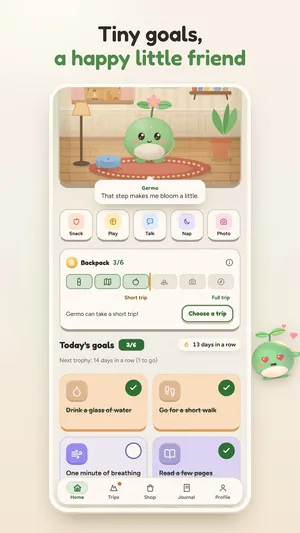 Tiny goals,
a happy little friend
Germo
That step makes me bloom a little.
Snack
Play
Talk
Nap
Photo
Backpack 3/6
Short trip
Full trip
Germo can take a short trip!
Choose a trip
Today's goals 3/6
13 days in a row
Next trophy: 14 days in a row (1 to go)
Drink a glass of water
Go for a short walk
One minute of breathing
Read a few pages
Home
Trips
Shop
Journal
Profile